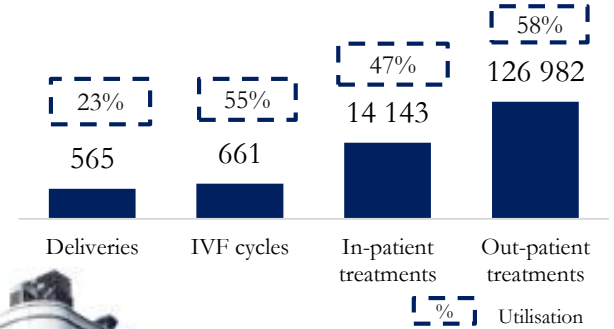 58%
47%
126 982
23%
55%
14 143
565
661
Deliveries
IVF cycles
In-patient
treatments
Out-patient
treatments
%
Utilisation